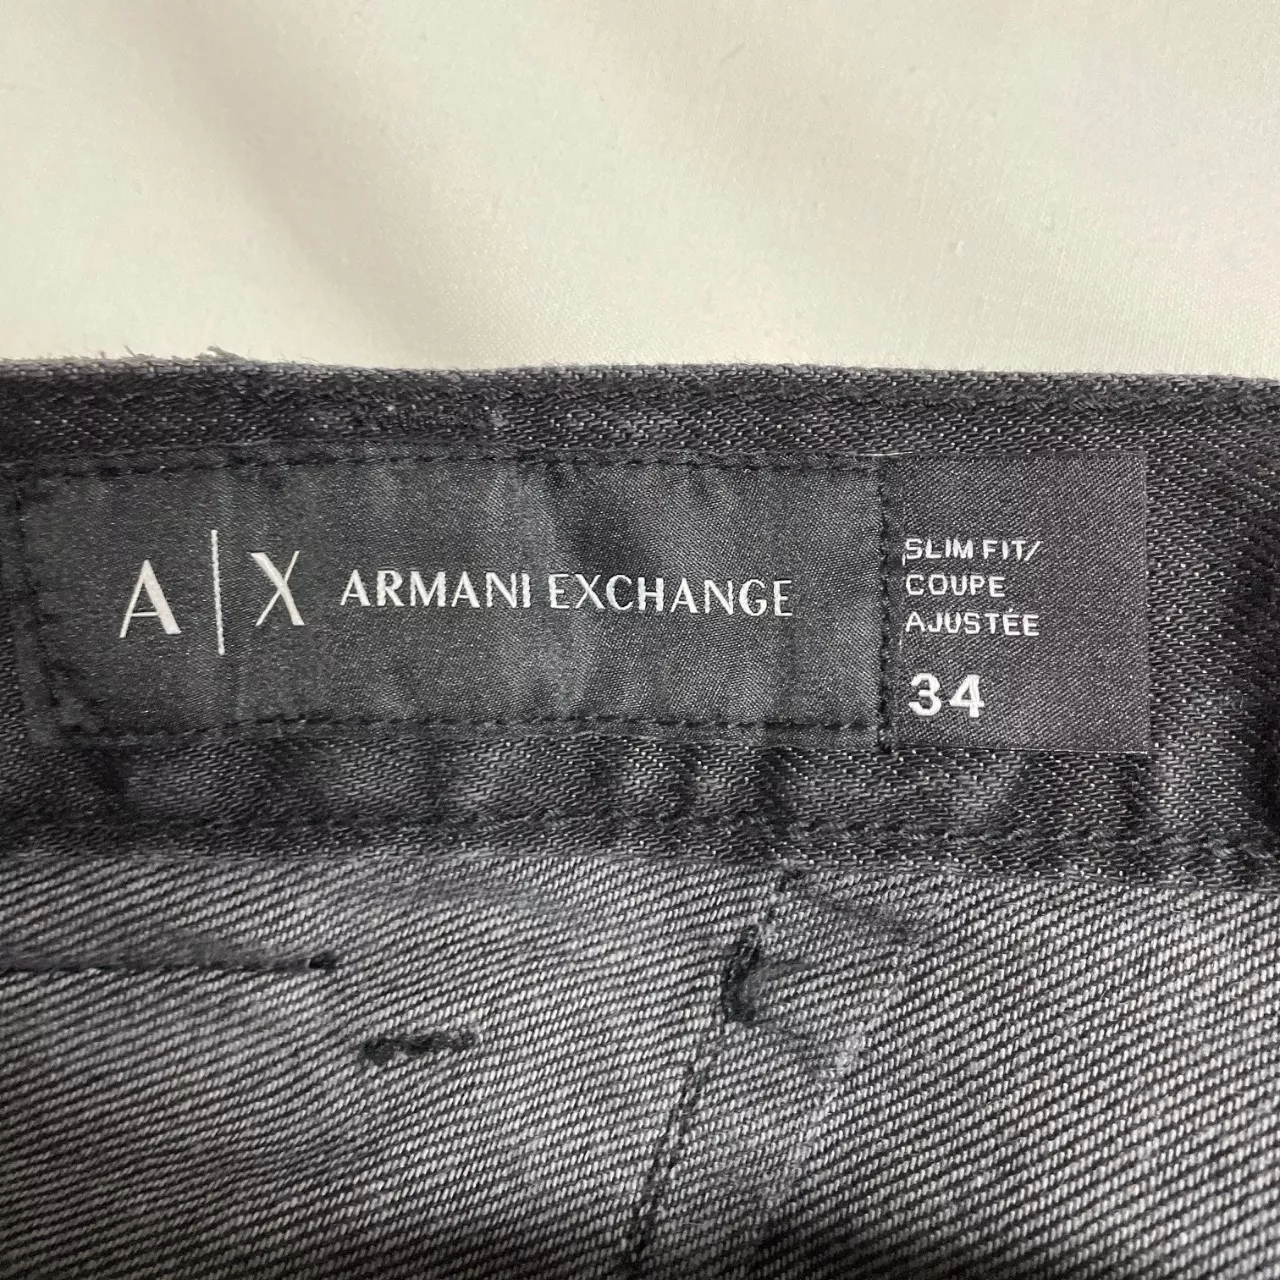 A|X ARMANI EXCHANGE
SLIM FIT/
COUPE
AJUSTÉE
34